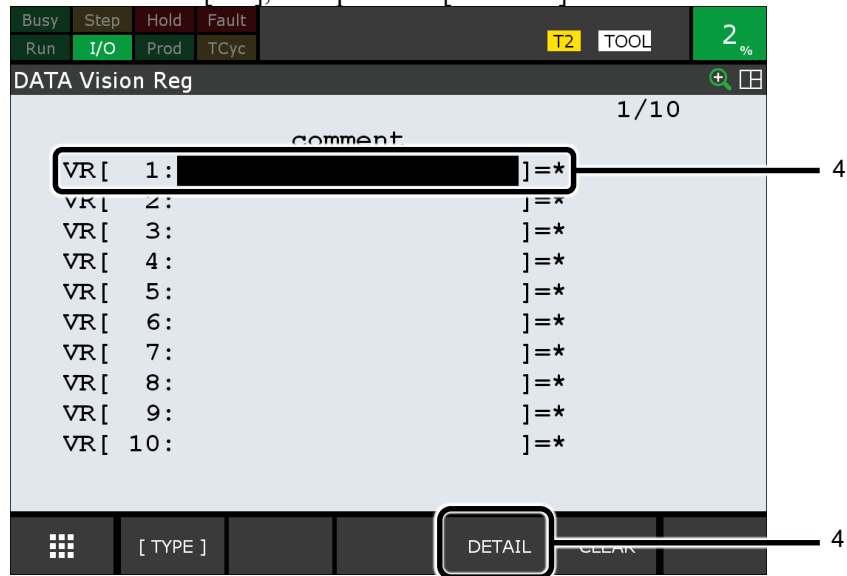 Busy Step Hold Fault
Run I/O Prod TCyc T2 TOOL 2 %
DATA Vision Reg
1/10
comment
VR[ 1: ]=* 4
VR[ 2: ]=*
VR[ 3: ]=*
VR[ 4: ]=*
VR[ 5: ]=*
VR[ 6: ]=*
VR[ 7: ]=*
VR[ 8: ]=*
VR[ 9: ]=*
VR[ 10: ]=*
[ TYPE ] DETAIL CLEAR 4